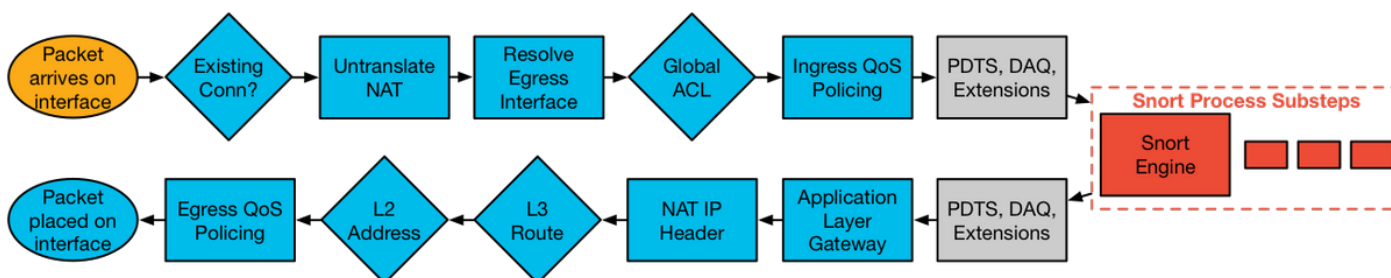 Packet
arrives on
interface
Existing
Conn?
Untranslate
NAT
Resolve
Egress
Interface
Global
ACL
Ingress QoS
Policing
PDTS, DAQ,
Extensions
Snort Process Substeps
Snort
Engine
Packet
placed on
interface
Egress QoS
Policing
L2
Address
L3
Route
NAT IP
Header
Application
Layer
Gateway
PDTS, DAQ,
Extensions